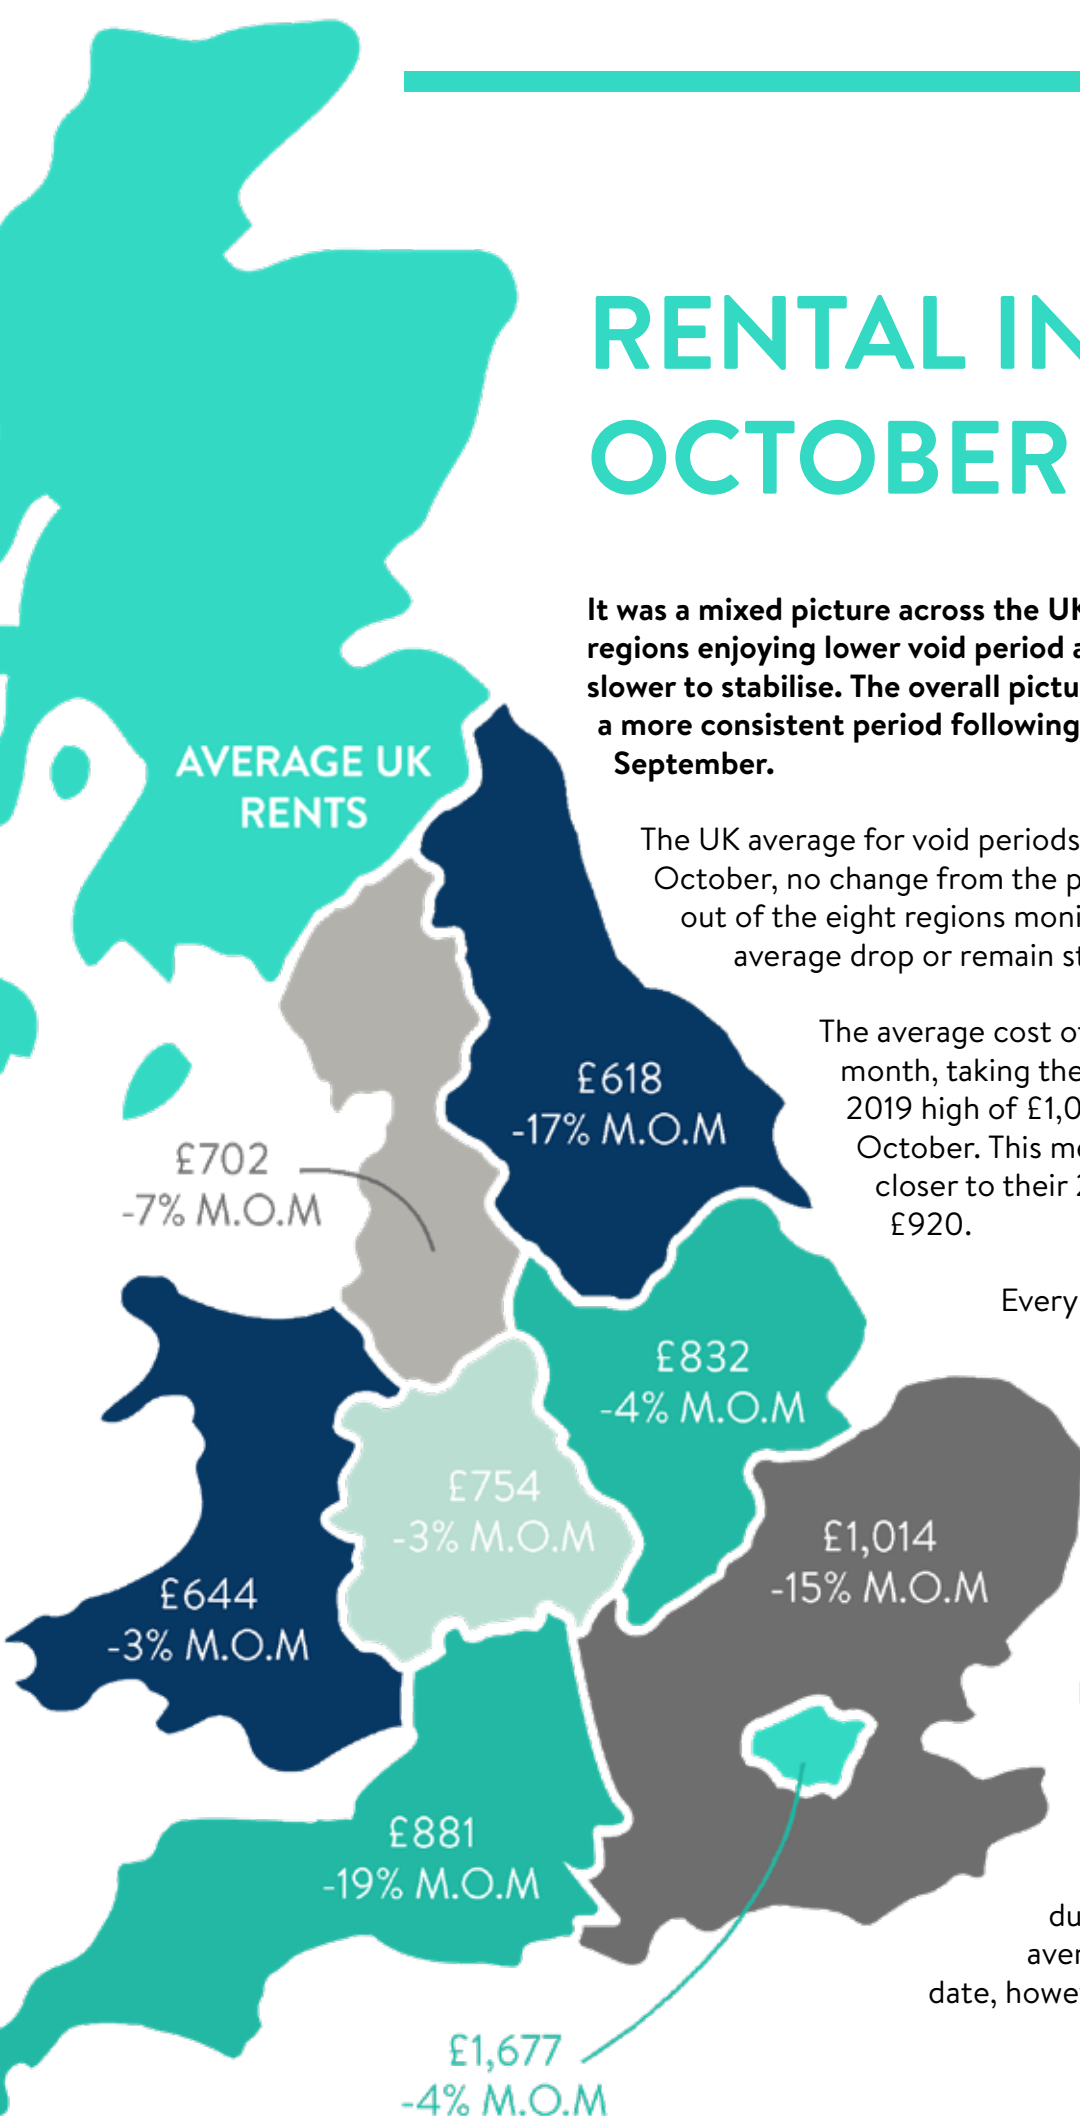 RENTAL IN
OCTOBER
It was a mixed picture across the UK
regions enjoying lower void period a
slower to stabilise. The overall pictu
a more consistent period following
September.
AVERAGE UK
RENTS
The UK average for void periods
October, no change from the p
out of the eight regions moni
average drop or remain st
The average cost of
month, taking the
2019 high of £1,0
October. This mo
closer to their 2
£920.
Every
£618
-17% M.O.M
£702
-7% M.O.M
£832
-4% M.O.M
£754
-3% M.O.M
£1,014
-15% M.O.M
£644
-3% M.O.M
£881
-19% M.O.M
du
aver
date, howe
£1,677
-4% M.O.M